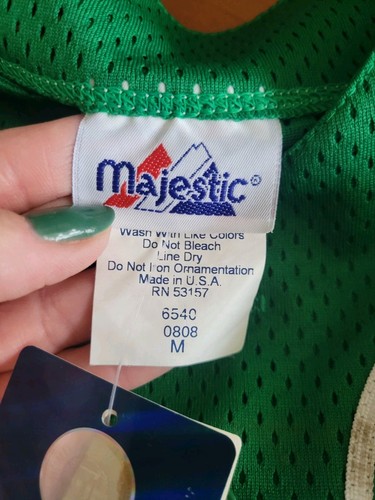 Majestic®
Wash With Like Colors
Do Not Bleach
Line Dry
Do Not Iron Ornamentation
Made in U.S.A.
RN 53157
6540
0808
M